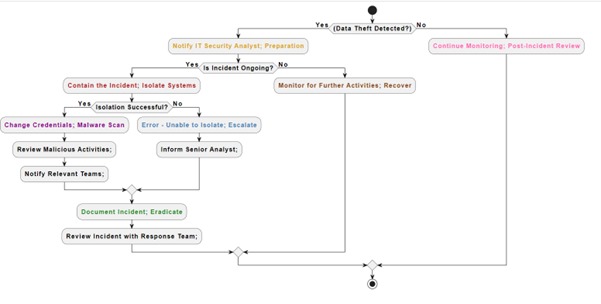 Yes (Data Theft Detected?) No
Notify IT Security Analyst; Preparation
Continue Monitoring; Post-Incident Review
Yes Is Incident Ongoing? No
Contain the Incident; Isolate Systems
Monitor for Further Activities; Recover
Yes Isolation Successful? No
Change Credentials; Malware Scan
Error - Unable to Isolate; Escalate
Review Malicious Activities;
Inform Senior Analyst;
Notify Relevant Teams;
Document Incident; Eradicate
Review Incident with Response Team;